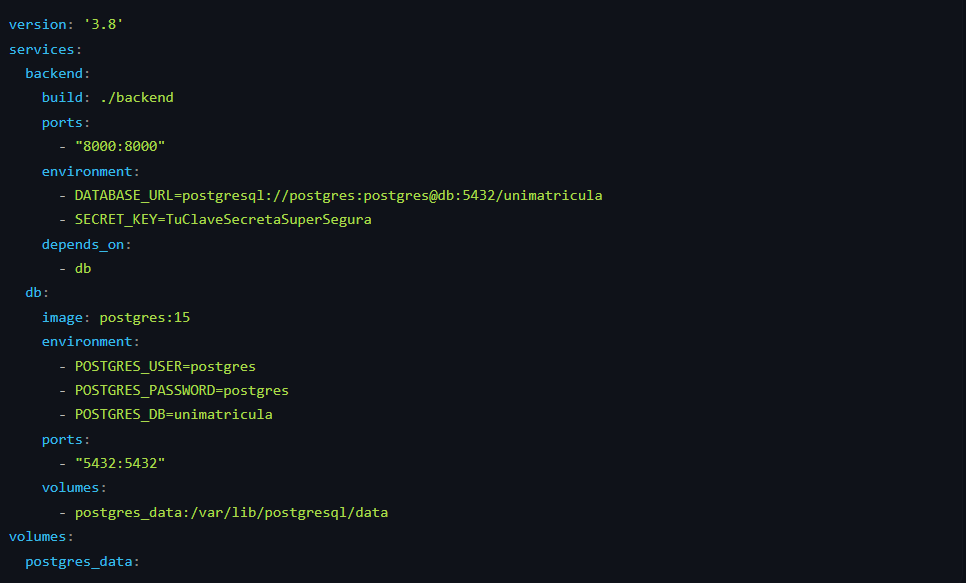 version: '3.8'
services:
  backend:
    build: ./backend
    ports:
      - "8000:8000"
    environment:
      - DATABASE_URL=postgresql://postgres:postgres@db:5432/unimatricula
      - SECRET_KEY=TuClaveSecretaSuperSegura
    depends_on:
      - db
  db:
    image: postgres:15
    environment:
      - POSTGRES_USER=postgres
      - POSTGRES_PASSWORD=postgres
      - POSTGRES_DB=unimatricula
    ports:
      - "5432:5432"
    volumes:
      - postgres_data:/var/lib/postgresql/data
volumes:
  postgres_data: